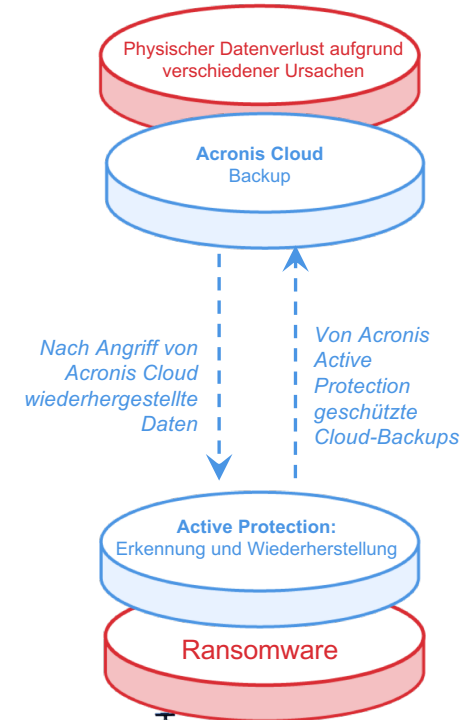 Physischer Datenverlust aufgrund
verschiedener Ursachen
Acronis Cloud
Backup
Nach Angriff von
Acronis Cloud
wiederhergestellte
Daten
Von Acronis
Active
Protection
geschützte
Cloud-Backups
Active Protection:
Erkennung und Wiederherstellung
Ransomware